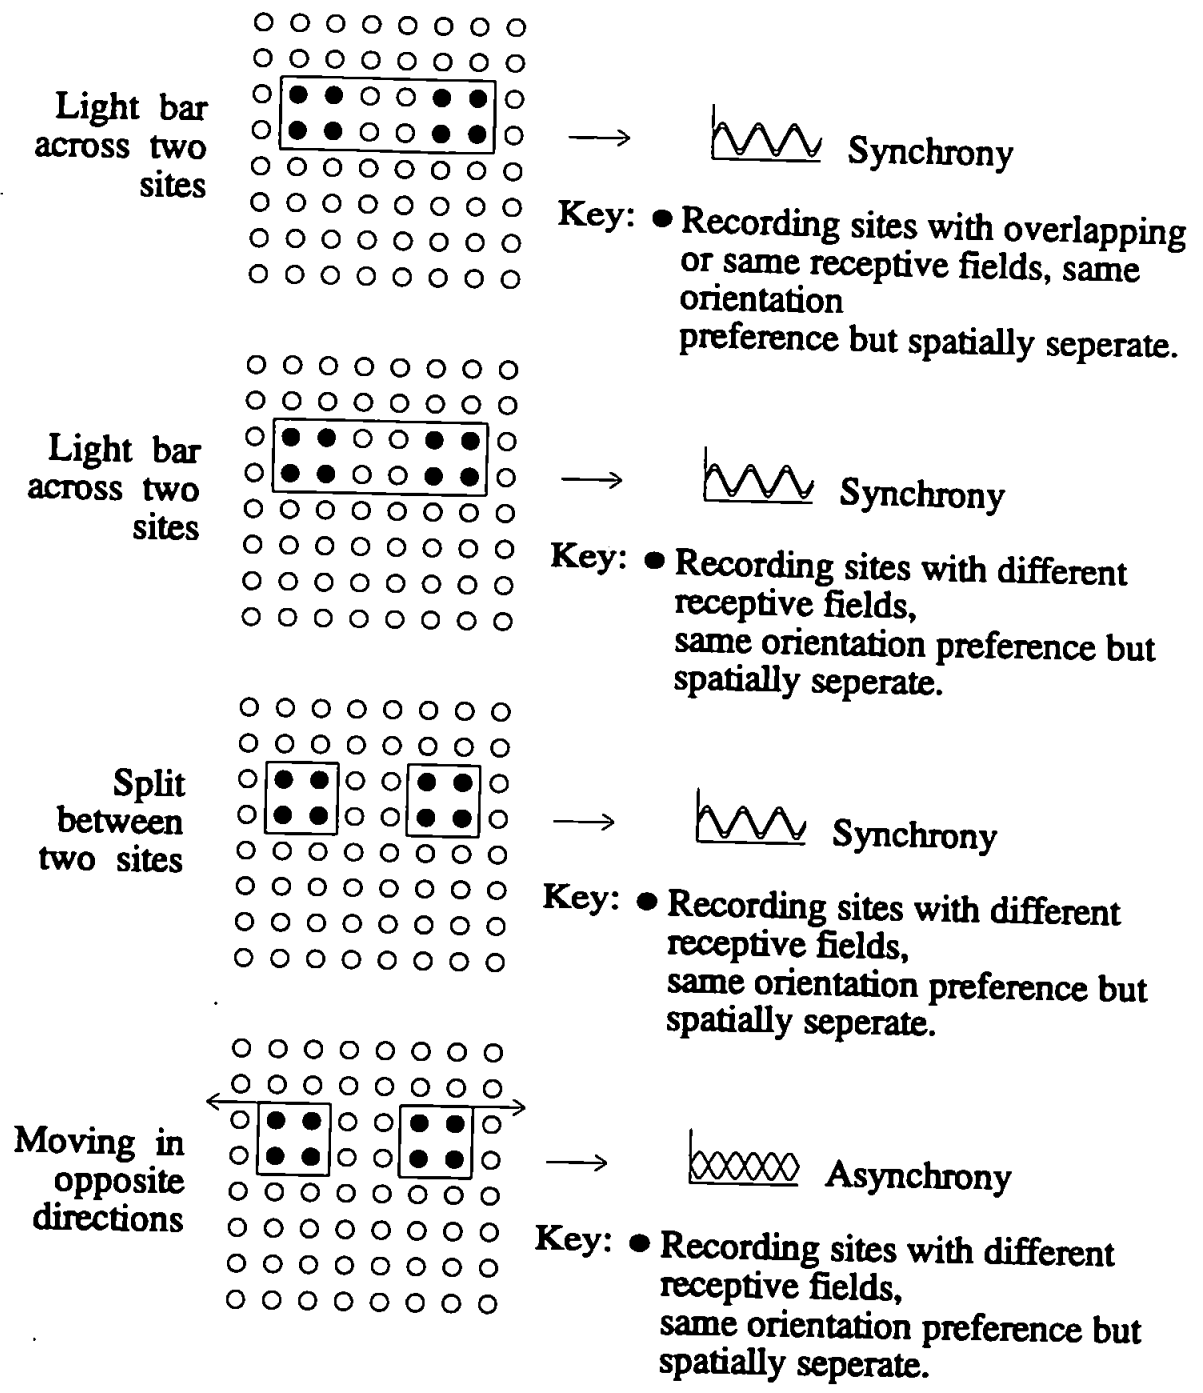 Light bar
across two
sites
Synchrony
Key: ● Recording sites with overlapping
or same receptive fields, same
orientation
preference but spatially seperate.
Light bar
across two
sites
Synchrony
Key: ● Recording sites with different
receptive fields,
same orientation preference but
spatially seperate.
Split
between
two sites
Synchrony
Key: ● Recording sites with different
receptive fields,
same orientation preference but
spatially seperate.
Moving in
opposite
directions
Asynchrony
Key: ● Recording sites with different
receptive fields,
same orientation preference but
spatially seperate.